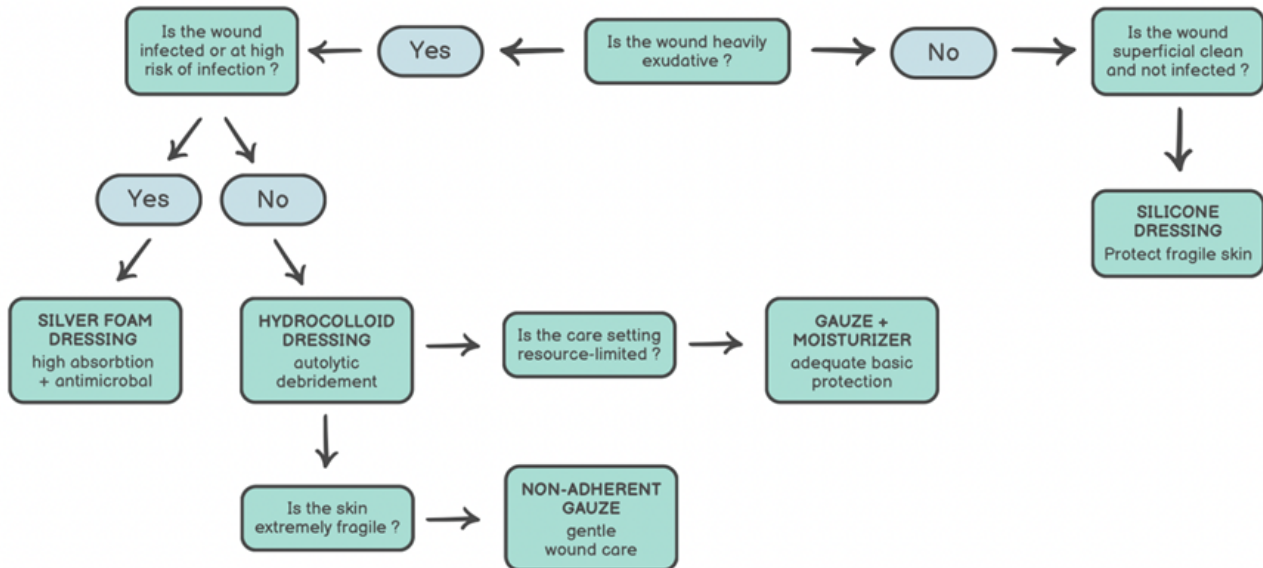 Is the wound
infected or at high
risk of infection ?
Yes
Is the wound heavily
exudative ?
No
Is the wound
superficial clean
and not infected ?
Yes
No
SILICONE
DRESSING
Protect fragile skin
SILVER FOAM
DRESSING
high absorbtion
+ antimicrobial
HYDROCOLLOID
DRESSING
autolytic
debridement
Is the care setting
resource-limited ?
GAUZE +
MOISTURIZER
adequate basic
protection
Is the skin
extremely fragile ?
NON-ADHERENT
GAUZE
gentle
wound care